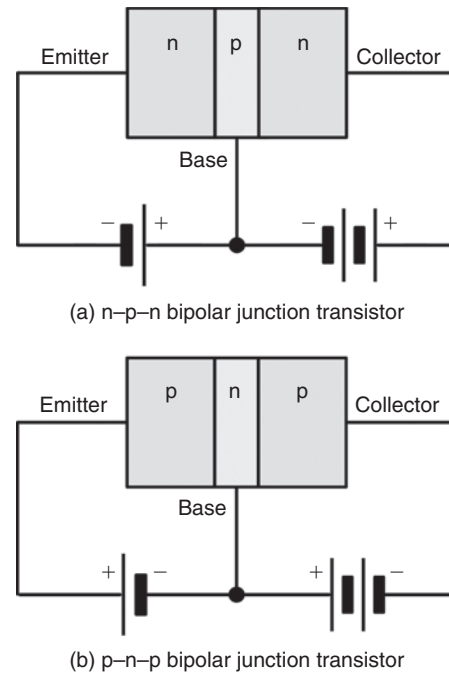 n p n
Emitter Collector
Base
− + − +
(a) n–p–n bipolar junction transistor
p n p
Emitter Collector
Base
+ − + −
(b) p–n–p bipolar junction transistor